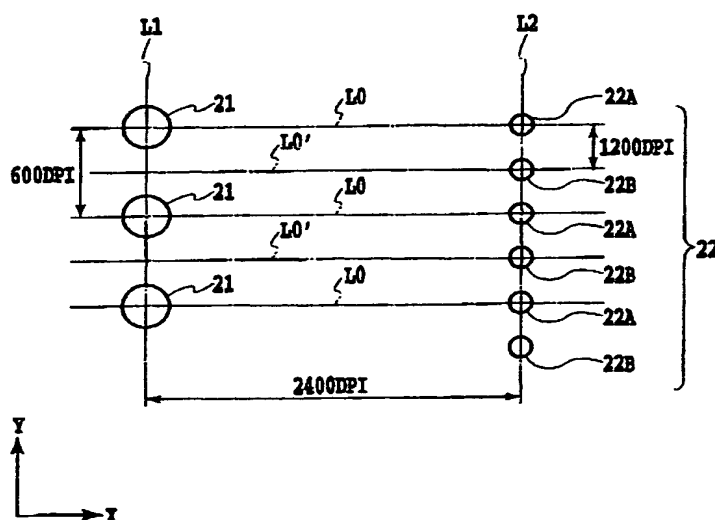 L1 L2
21 L0 22A
L0' 1200DPI
600DPI 22B
21 L0 22A
L0' 22
22B
21 L0 22A
22B
2400DPI
Y
X